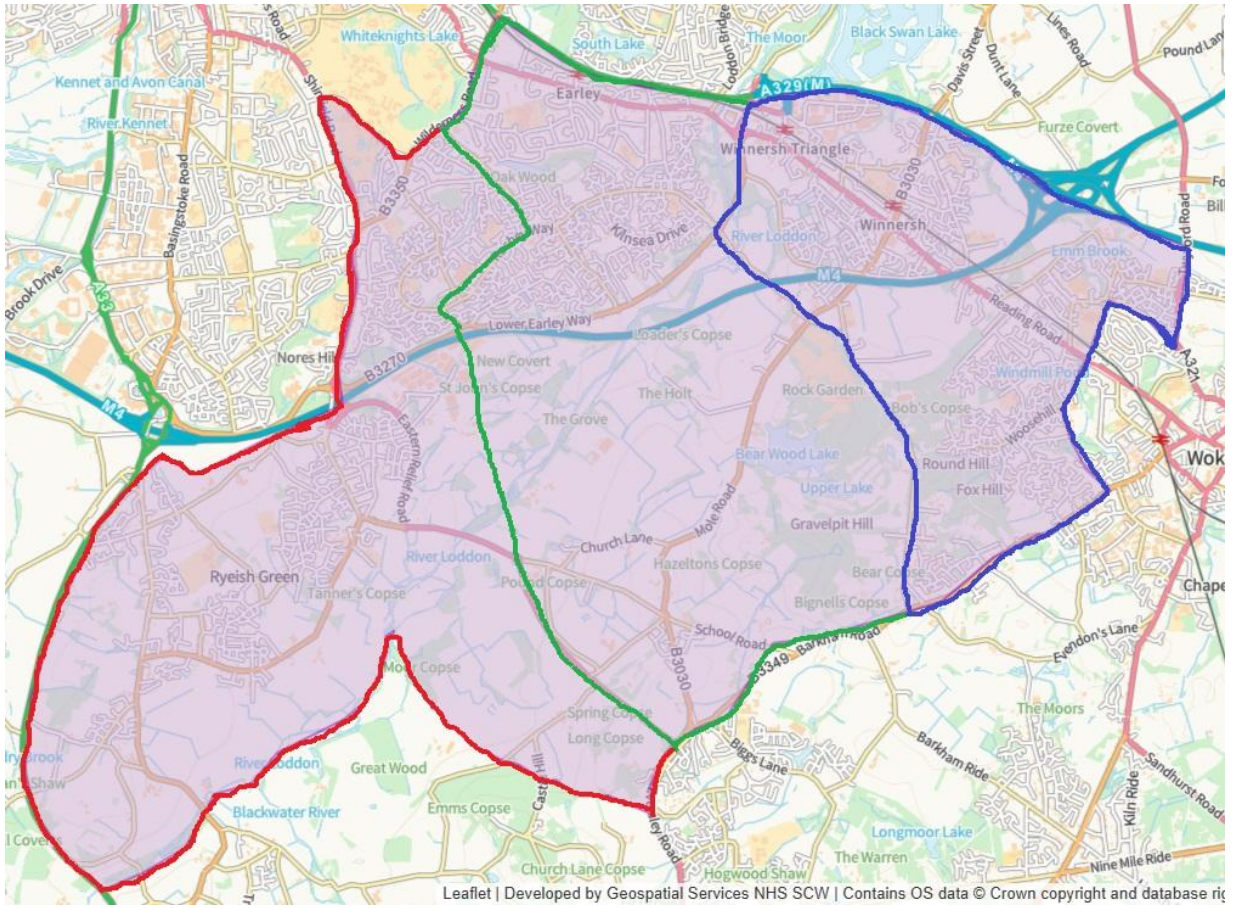 Whiteknights Lake
South Lake
The Moor
Black Swan Lake
Lines Road
Pound Lane
Loddon Bridge
Davis Street
Dunt Lane
Kennet and Avon Canal
River Kennet
Basingstoke Road
Wilderness Road
Earley
A329(M)
Winnersh Triangle
Furze Covert
B3350
Oak Wood
B3030
Kilnsea Drive
River Loddon
Winnersh
Emm Brook
Brook Drive
A33
M4
Reading Road
Lower Earley Way
Loader's Copse
A321
Nores Hill
B3270
New Covert
St John's Copse
The Holt
Rock Garden
Windmill Pond
The Grove
Bob's Copse
Woosehill
M4
Eastern Relief Road
Bear Wood Lake
Round Hill
Upper Lake
Fox Hill
Mole Road
Gravelpit Hill
Church Lane
River Loddon
Hazeltons Copse
Bear Copse
Ryeish Green
Pound Copse
Tanner's Copse
Bignells Copse
School Road
B3349 Barkham Road
Evendon's Lane
B3030
Moor Copse
Spring Copse
Long Copse
The Moors
Biggs Lane
Barkham Ride
River Loddon
Great Wood
Sandhurst Road
Blackwater River
Emms Copse
Kiln Ride
Longmoor Lake
The Warren
Nine Mile Ride
Church Lane Copse
Hogwood Shaw
Leaflet | Developed by Geospatial Services NHS SCW | Contains OS data © Crown copyright and database rig